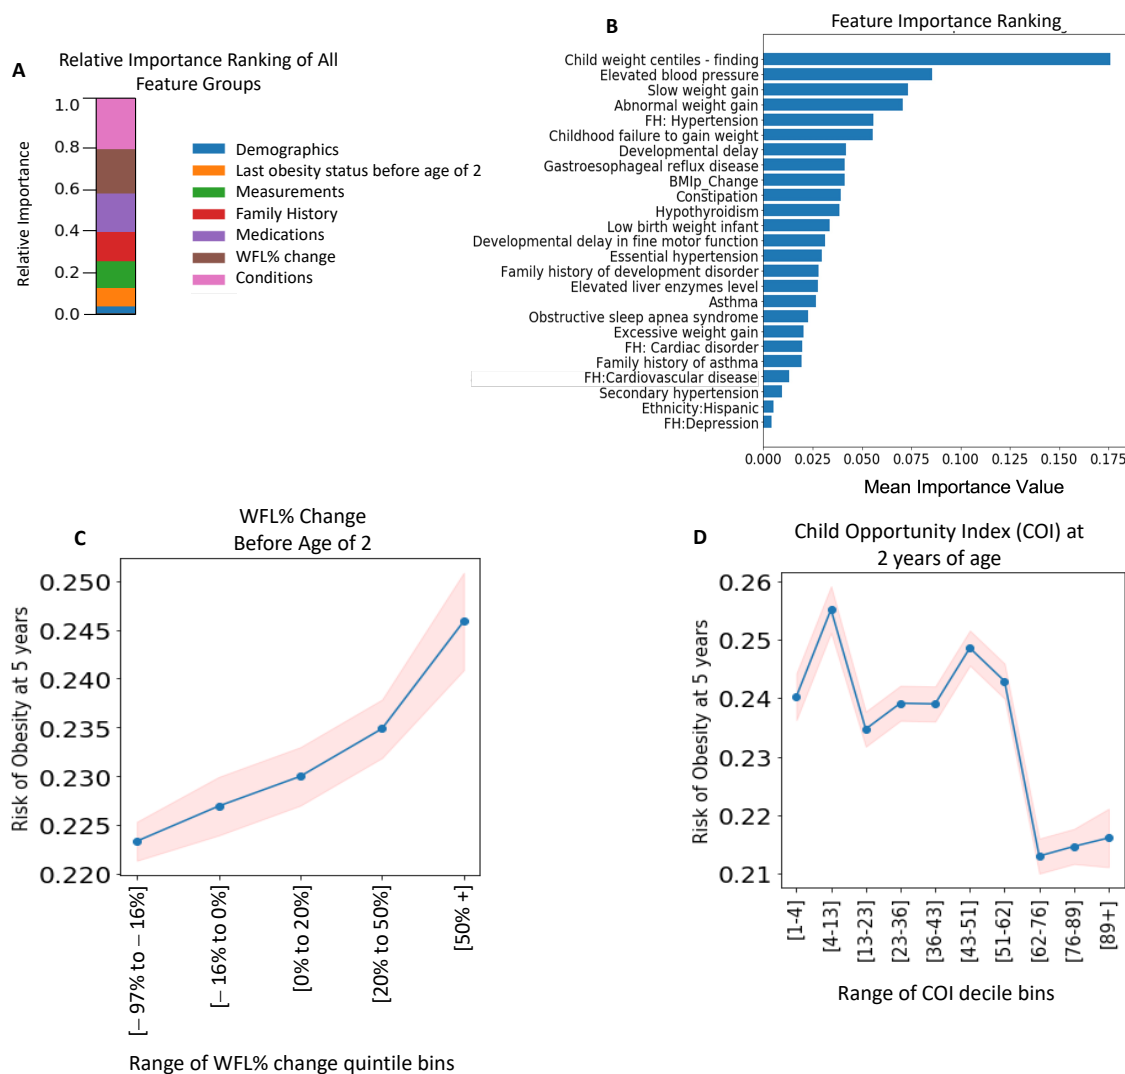 A
Relative Importance Ranking of All
Feature Groups
Relative Importance
1.0
0.8
0.6
0.4
0.2
0.0
Demographics
Last obesity status before age of 2
Measurements
Family History
Medications
WFL% change
Conditions
B
Feature Importance Ranking
Child weight centiles - finding
Elevated blood pressure
Slow weight gain
Abnormal weight gain
FH: Hypertension
Childhood failure to gain weight
Developmental delay
Gastroesophageal reflux disease
BMIp_Change
Constipation
Hypothyroidism
Low birth weight infant
Developmental delay in fine motor function
Essential hypertension
Family history of development disorder
Elevated liver enzymes level
Asthma
Obstructive sleep apnea syndrome
Excessive weight gain
FH: Cardiac disorder
Family history of asthma
FH:Cardiovascular disease
Secondary hypertension
Ethnicity:Hispanic
FH:Depression
0.000 0.025 0.050 0.075 0.100 0.125 0.150 0.175
Mean Importance Value
C
WFL% Change
Before Age of 2
Risk of Obesity at 5 years
0.250
0.245
0.240
0.235
0.230
0.225
0.220
[– 97% to – 16%]
[– 16% to 0%]
[0% to 20%]
[20% to 50%]
[50% +]
Range of WFL% change quintile bins
D
Child Opportunity Index (COI) at
2 years of age
Risk of Obesity at 5 years
0.26
0.25
0.24
0.23
0.22
0.21
[1-4]
[4-13]
[13-23]
[23-36]
[36-43]
[43-51]
[51-62]
[62-76]
[76-89]
[89+]
Range of COI decile bins